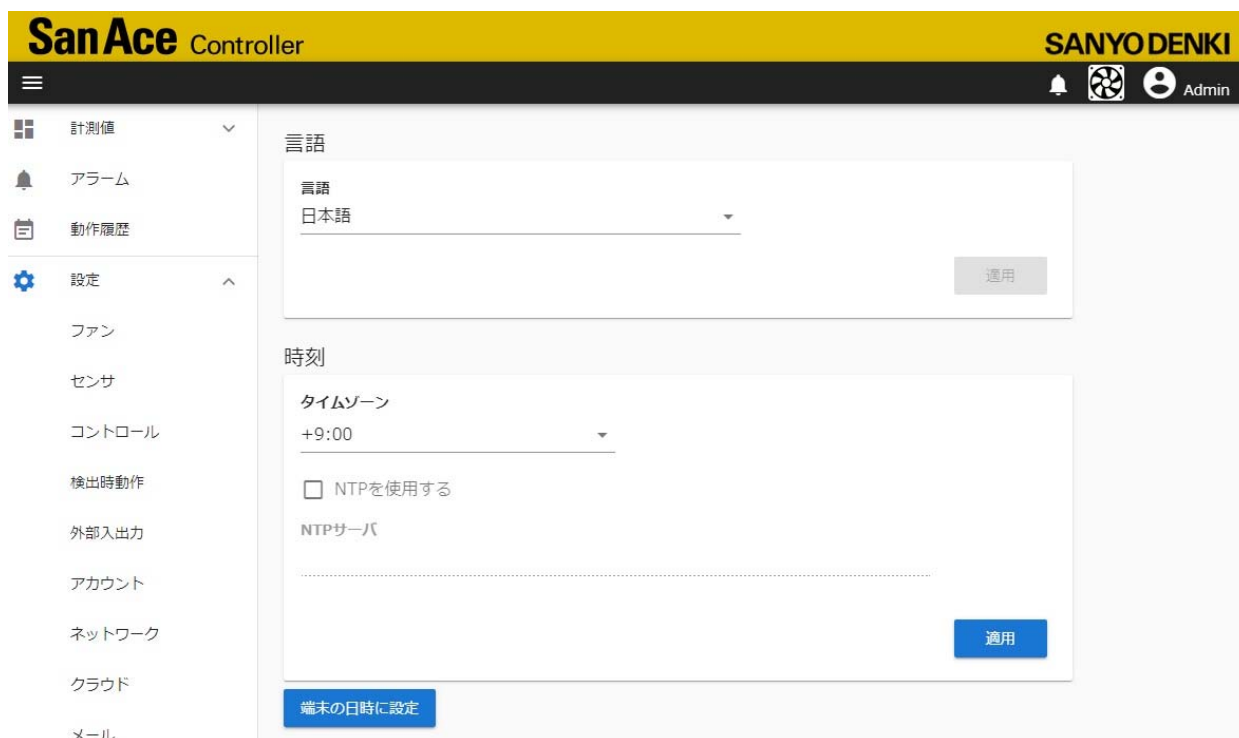 San Ace Controller
SANYO DENKI
Admin
計測値
アラーム
動作履歴
設定
ファン
センサ
コントロール
検出時動作
外部入出力
アカウント
ネットワーク
クラウド
メール
言語
言語
日本語
適用
時刻
タイムゾーン
+9:00
NTPを使用する
NTPサーバ
適用
端末の日時に設定